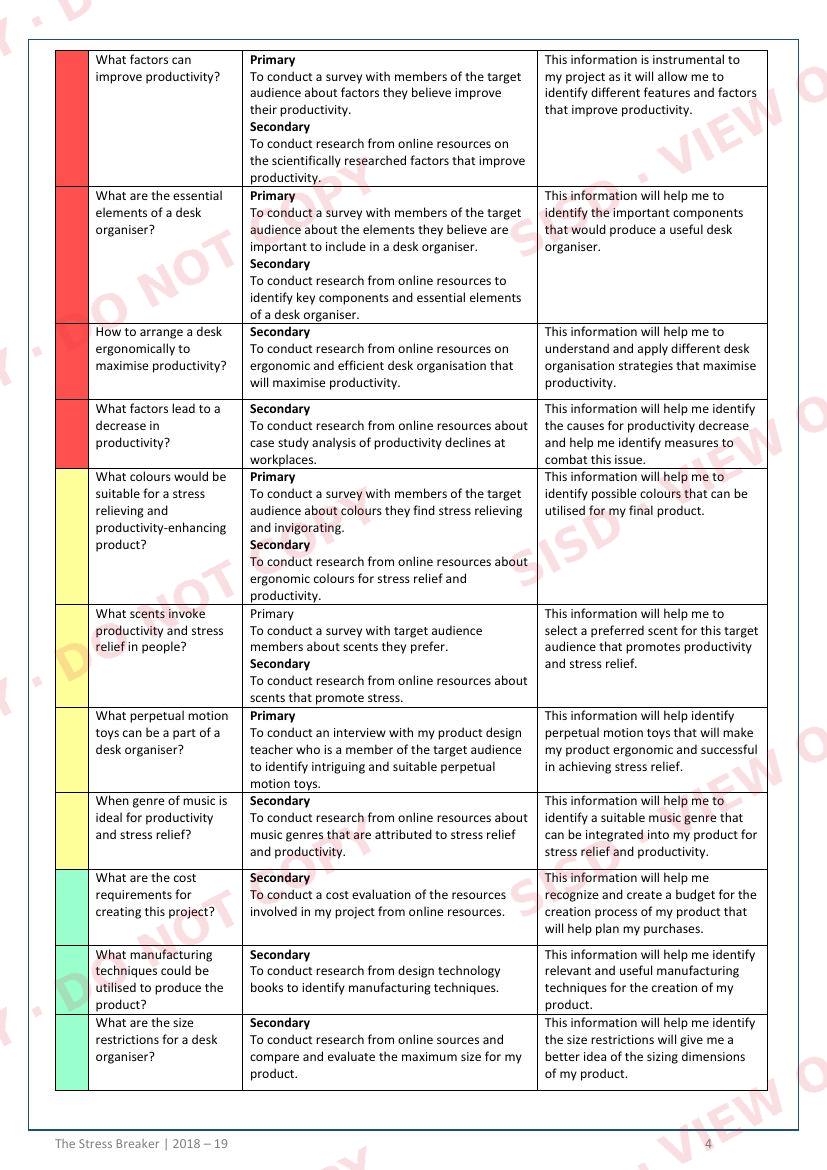 What factors can
improve productivity?
Primary
To conduct a survey with members of the target
audience about factors they believe improve
their productivity.
Secondary
To conduct research from online resources on
the scientifically researched factors that improve
productivity.
This information is instrumental to
my project as it will allow me to
identify different features and factors
that improve productivity.
What are the essential
elements of a desk
organiser?
Primary
To conduct a survey with members of the target
audience about the elements they believe are
important to include in a desk organiser.
Secondary
To conduct research from online resources to
identify key components and essential elements
of a desk organiser.
This information will help me to
identify the important components
that would produce a useful desk
organiser.
How to arrange a desk
ergonomically to
maximise productivity?
Secondary
To conduct research from online resources on
ergonomic and efficient desk organisation that
will maximise productivity.
This information will help me to
understand and apply different desk
organisation strategies that maximise
productivity.
What factors lead to a
decrease in
productivity?
Secondary
To conduct research from online resources about
case study analysis of productivity declines at
workplaces.
This information will help me identify
the causes for productivity decrease
and help me identify measures to
combat this issue.
What colours would be
suitable for a stress
relieving and
productivity-enhancing
product?
Primary
To conduct a survey with members of the target
audience about colours they find stress relieving
and invigorating.
Secondary
To conduct research from online resources about
ergonomic colours for stress relief and
productivity.
This information will help me to
identify possible colours that can be
utilised for my final product.
What scents invoke
productivity and stress
relief in people?
Primary
To conduct a survey with target audience
members about scents they prefer.
Secondary
To conduct research from online resources about
scents that promote stress.
This information will help me to
select a preferred scent for this target
audience that promotes productivity
and stress relief.
What perpetual motion
toys can be a part of a
desk organiser?
Primary
To conduct an interview with my product design
teacher who is a member of the target audience
to identify intriguing and suitable perpetual
motion toys.
This information will help identify
perpetual motion toys that will make
my product ergonomic and successful
in achieving stress relief.
When genre of music is
ideal for productivity
and stress relief?
Secondary
To conduct research from online resources about
music genres that are attributed to stress relief
and productivity.
This information will help me to
identify a suitable music genre that
can be integrated into my product for
stress relief and productivity.
What are the cost
requirements for
creating this project?
Secondary
To conduct a cost evaluation of the resources
involved in my project from online resources.
This information will help me
recognize and create a budget for the
creation process of my product that
will help plan my purchases.
What manufacturing
techniques could be
utilised to produce the
product?
Secondary
To conduct research from design technology
books to identify manufacturing techniques.
This information will help me identify
relevant and useful manufacturing
techniques for the creation of my
product.
What are the size
restrictions for a desk
organiser?
Secondary
To conduct research from online sources and
compare and evaluate the maximum size for my
product.
This information will help me identify
the size restrictions will give me a
better idea of the sizing dimensions
of my product.
The Stress Breaker | 2018 – 19
4
Y · DO NOT COPY
SISD · VIEW O
Y · DO NOT COPY
SISD · VIEW O
Y · DO NOT COPY
SISD · VIEW O